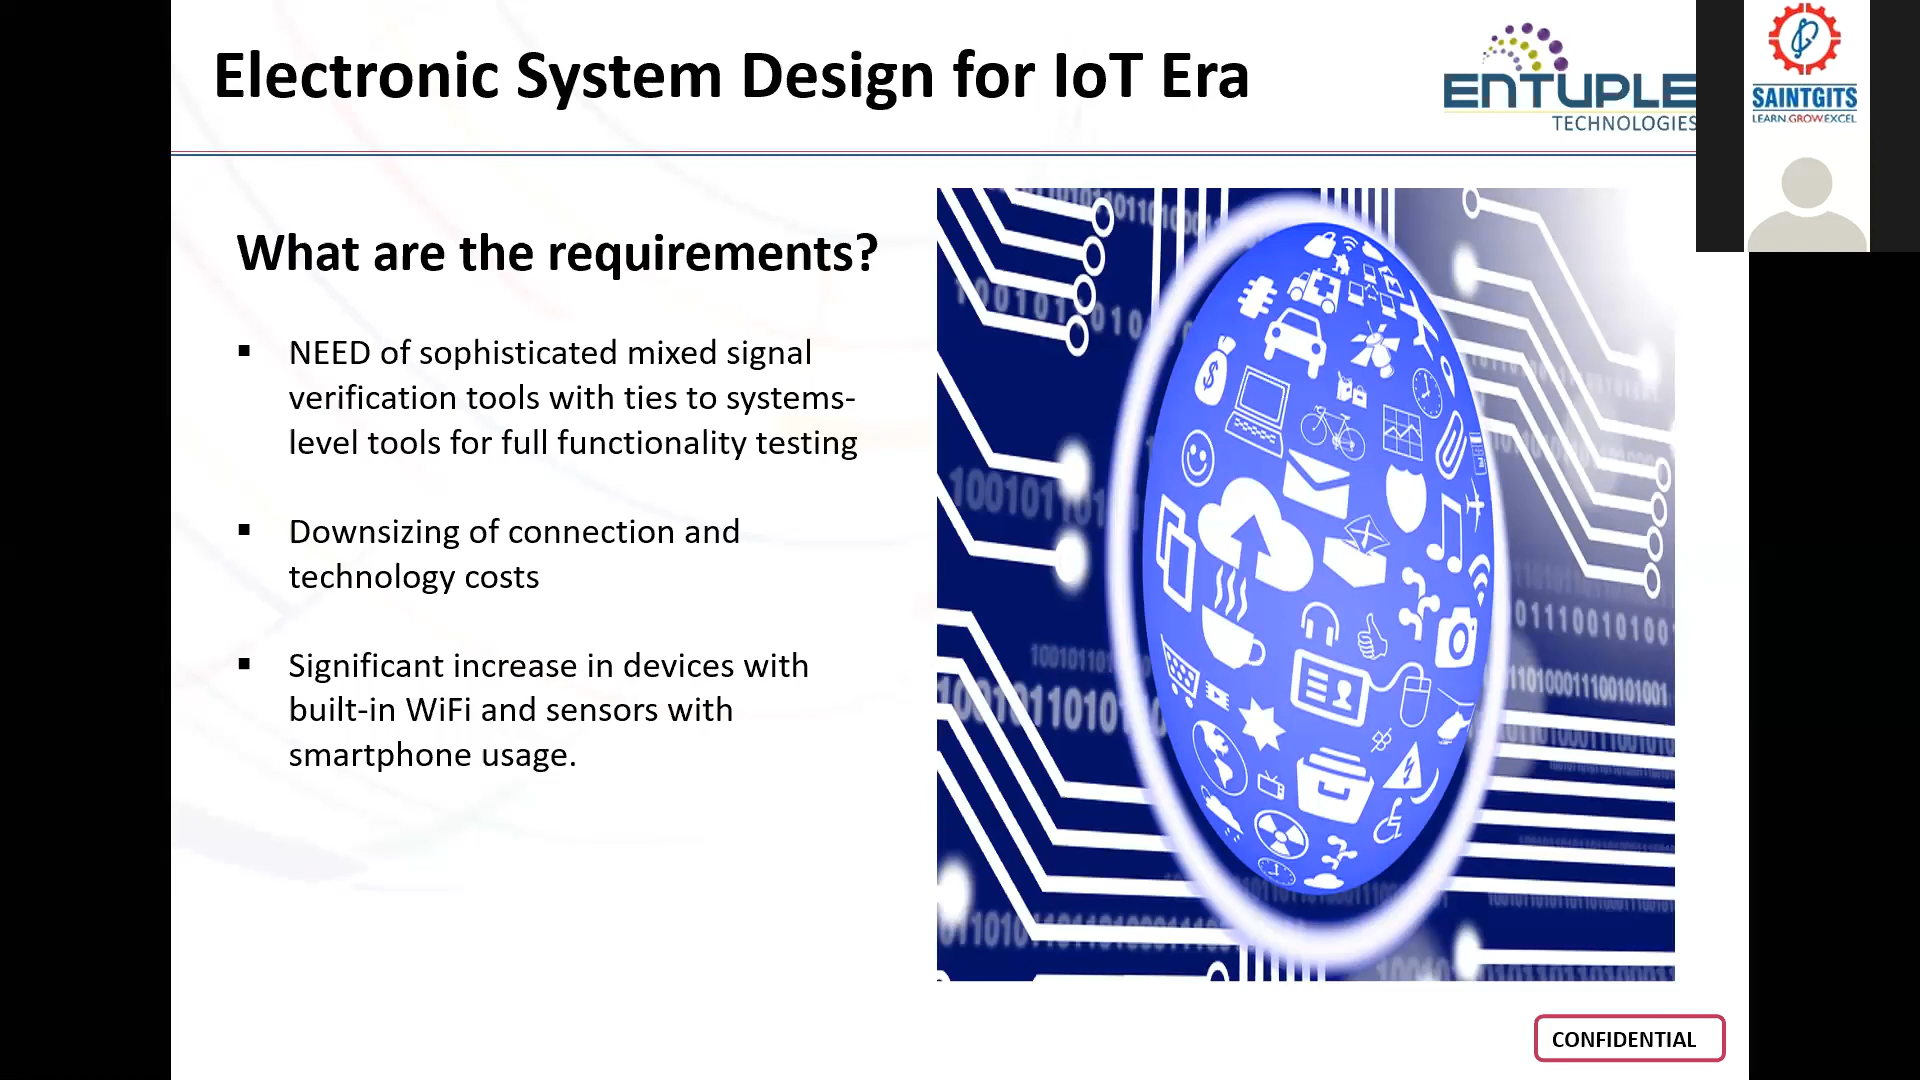 Electronic System Design for IoT Era
ENTUPLE
TECHNOLOGIES
SAINTGITS
LEARN.GROW.EXCEL
What are the requirements?
▪ NEED of sophisticated mixed signal
verification tools with ties to systems-
level tools for full functionality testing
▪ Downsizing of connection and
technology costs
▪ Significant increase in devices with
built-in WiFi and sensors with
smartphone usage.
CONFIDENTIAL